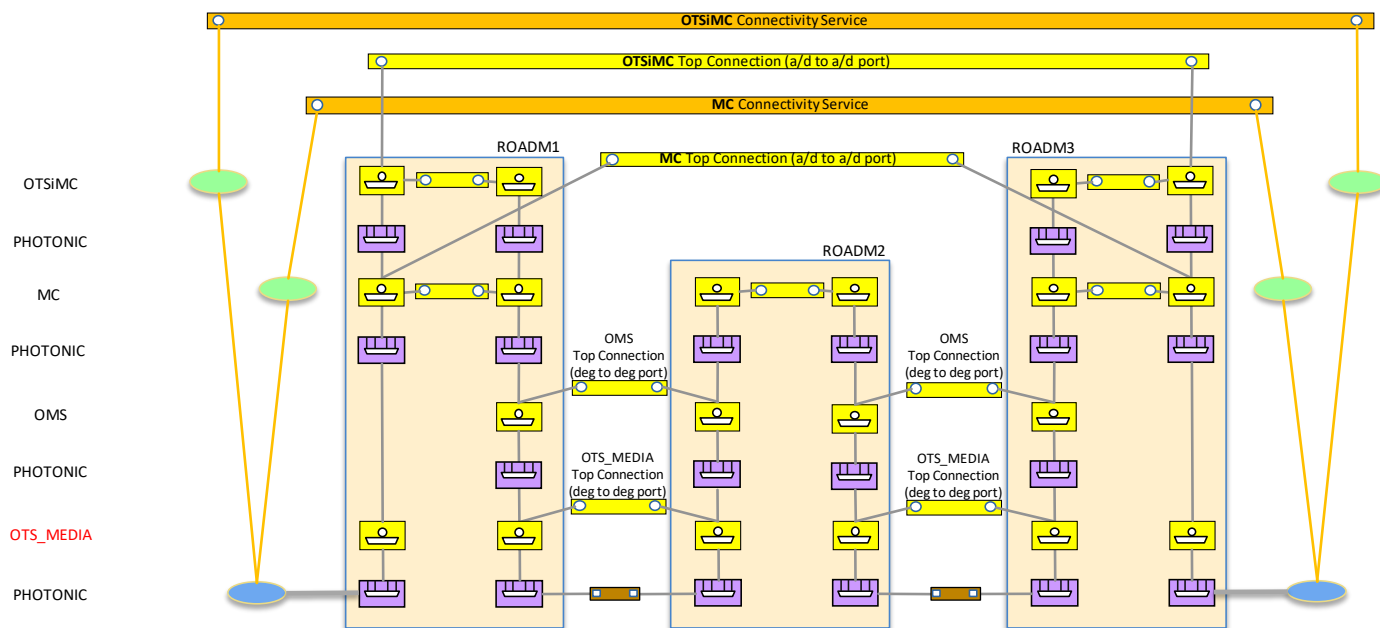 OTSiMC Connectivity Service
OTSiMC Top Connection (a/d to a/d port)
MC Connectivity Service
ROADM1
MC Top Connection (a/d to a/d port)
ROADM3
OTSiMC
PHOTONIC
ROADM2
MC
PHOTONIC
OMS
Top Connection
(deg to deg port)
OMS
Top Connection
(deg to deg port)
OMS
PHOTONIC
OTS_MEDIA
Top Connection
(deg to deg port)
OTS_MEDIA
Top Connection
(deg to deg port)
OTS_MEDIA
PHOTONIC